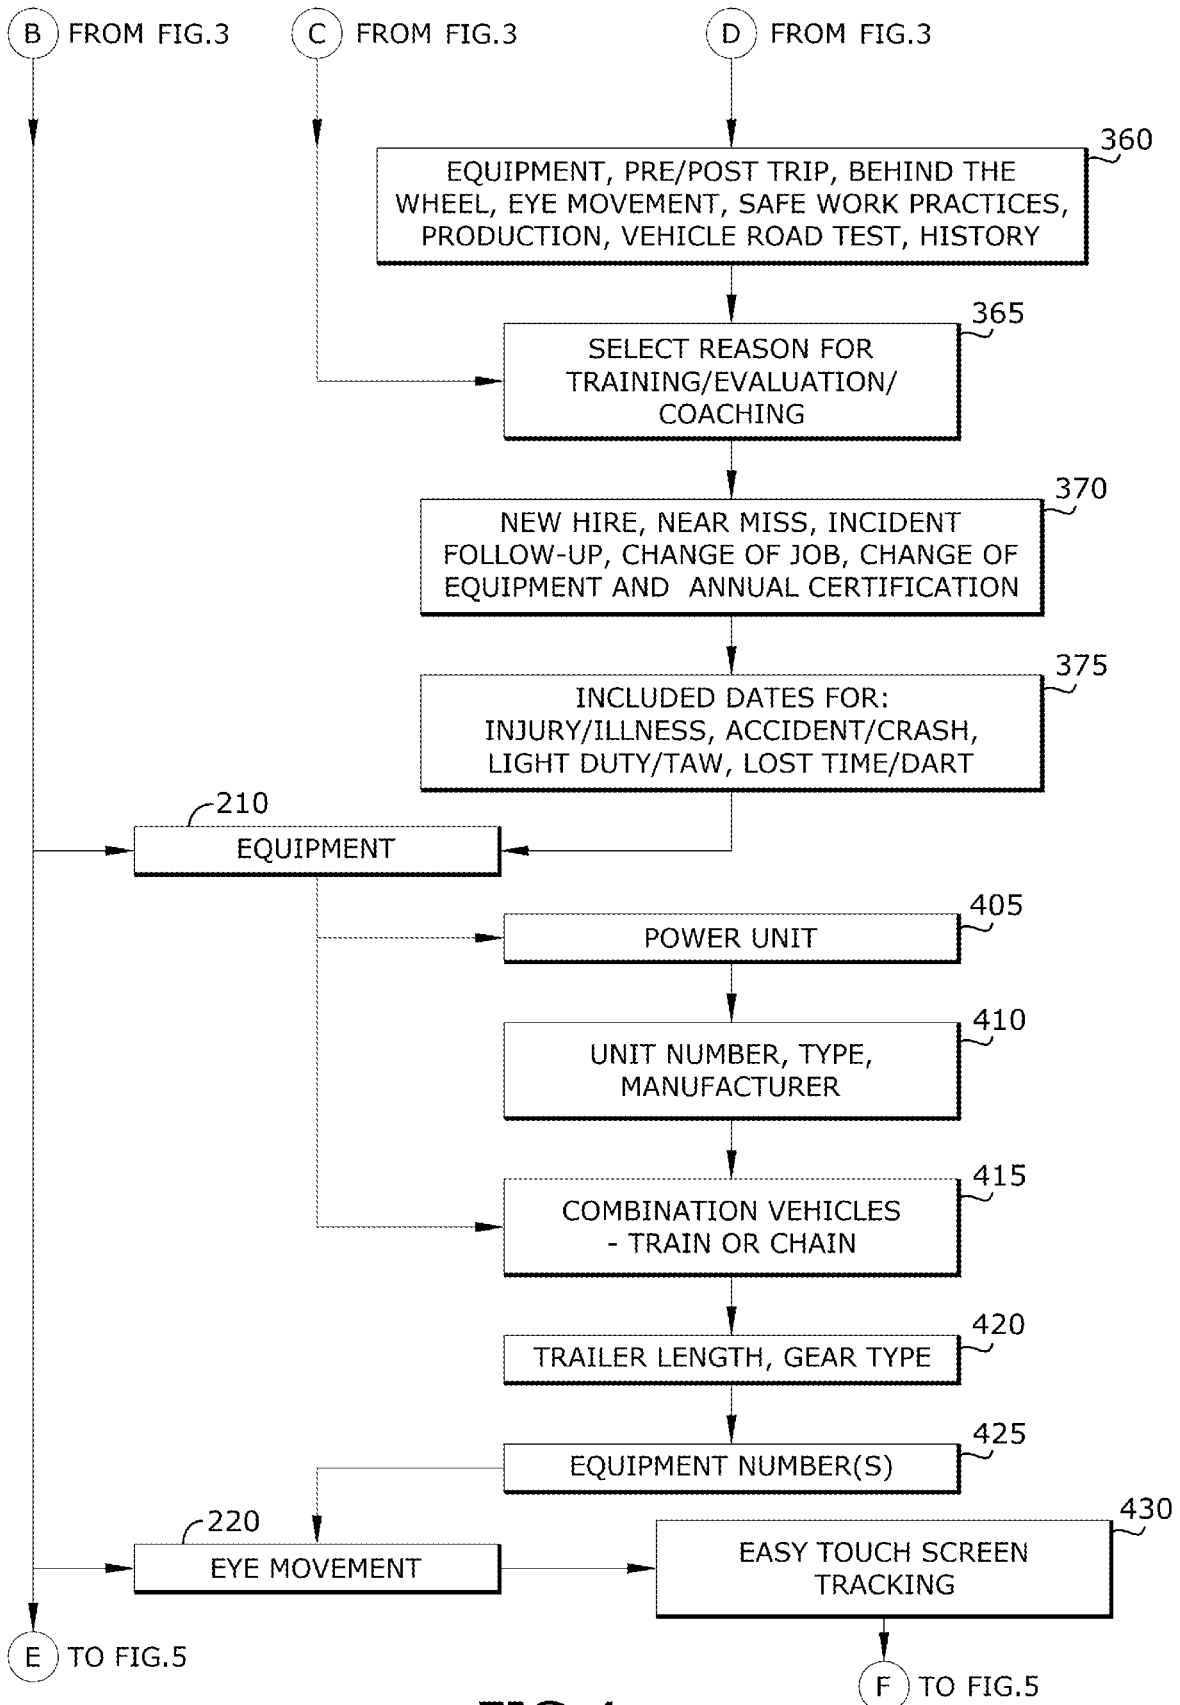 B FROM FIG.3
C FROM FIG.3
D FROM FIG.3
360
EQUIPMENT, PRE/POST TRIP, BEHIND THE
WHEEL, EYE MOVEMENT, SAFE WORK PRACTICES,
PRODUCTION, VEHICLE ROAD TEST, HISTORY
365
SELECT REASON FOR
TRAINING/EVALUATION/
COACHING
370
NEW HIRE, NEAR MISS, INCIDENT
FOLLOW-UP, CHANGE OF JOB, CHANGE OF
EQUIPMENT AND ANNUAL CERTIFICATION
375
INCLUDED DATES FOR:
INJURY/ILLNESS, ACCIDENT/CRASH,
LIGHT DUTY/TAW, LOST TIME/DART
210
EQUIPMENT
405
POWER UNIT
410
UNIT NUMBER, TYPE,
MANUFACTURER
415
COMBINATION VEHICLES
- TRAIN OR CHAIN
420
TRAILER LENGTH, GEAR TYPE
425
EQUIPMENT NUMBER(S)
220
EYE MOVEMENT
430
EASY TOUCH SCREEN
TRACKING
E TO FIG.5
F TO FIG.5